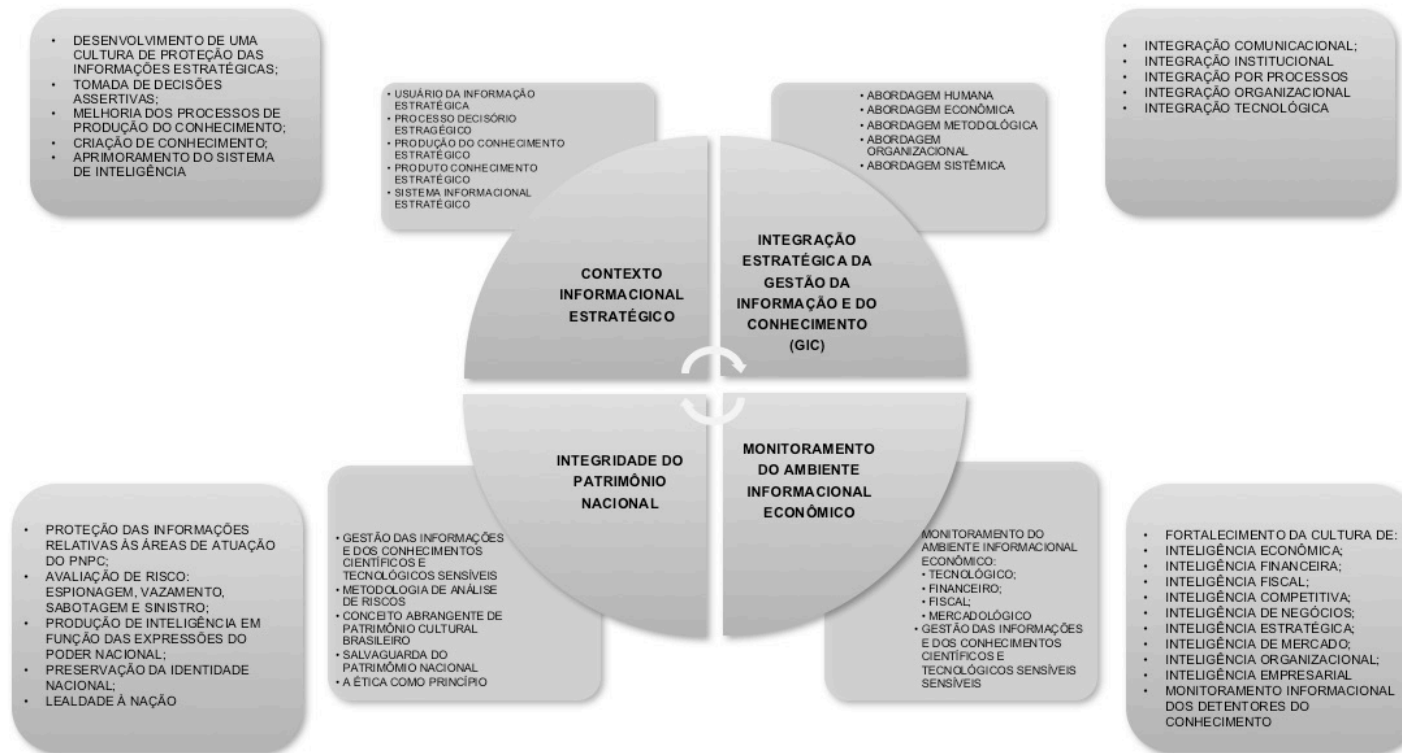 • DESENVOLVIMENTO DE UMA
CULTURA DE PROTEÇÃO DAS
INFORMAÇÕES ESTRATÉGICAS;
• TOMADA DE DECISÕES
ASSERTIVAS;
• MELHORIA DOS PROCESSOS DE
PRODUÇÃO DO CONHECIMENTO;
• CRIAÇÃO DE CONHECIMENTO;
• APRIMORAMENTO DO SISTEMA
DE INTELIGÊNCIA
• USUÁRIO DA INFORMAÇÃO
ESTRATÉGICA
• PROCESSO DECISÓRIO
ESTRAGÉGICO
• PRODUÇÃO DO CONHECIMENTO
ESTRATÉGICO
• PRODUTO CONHECIMENTO
ESTRATÉGICO
• SISTEMA INFORMACIONAL
ESTRATÉGICO
• ABORDAGEM HUMANA
• ABORDAGEM ECONÔMICA
• ABORDAGEM METODOLÓGICA
• ABORDAGEM
ORGANIZACIONAL
• ABORDAGEM SISTÊMICA
• INTEGRAÇÃO COMUNICACIONAL;
• INTEGRAÇÃO INSTITUCIONAL
• INTEGRAÇÃO POR PROCESSOS
• INTEGRAÇÃO ORGANIZACIONAL
• INTEGRAÇÃO TECNOLÓGICA
CONTEXTO
INFORMACIONAL
ESTRATÉGICO
INTEGRAÇÃO
ESTRATÉGICA DA
GESTÃO DA
INFORMAÇÃO E DO
CONHECIMENTO
(GIC)
INTEGRIDADE DO
PATRIMÔNIO
NACIONAL
MONITORAMENTO
DO AMBIENTE
INFORMACIONAL
ECONÔMICO
• PROTEÇÃO DAS INFORMAÇÕES
RELATIVAS ÀS ÁREAS DE ATUAÇÃO
DO PNPC;
• AVALIAÇÃO DE RISCO:
ESPIONAGEM, VAZAMENTO,
SABOTAGEM E SINISTRO;
• PRODUÇÃO DE INTELIGÊNCIA EM
FUNÇÃO DAS EXPRESSÕES DO
PODER NACIONAL;
• PRESERVAÇÃO DA IDENTIDADE
NACIONAL;
• LEALDADE À NAÇÃO
• GESTÃO DAS INFORMAÇÕES
E DOS CONHECIMENTOS
CIENTÍFICOS E
TECNOLÓGICOS SENSÍVEIS
• METODOLOGIA DE ANÁLISE
DE RISCOS
• CONCEITO ABRANGENTE DE
PATRIMÔNIO CULTURAL
BRASILEIRO
• SALVAGUARDA DO
PATRIMÔMIO NACIONAL
• A ÉTICA COMO PRINCÍPIO
MONITORAMENTO DO
AMBIENTE INFORMACIONAL
ECONÔMICO:
• TECNOLÓGICO;
• FINANCEIRO;
• FISCAL;
• MERCADOLÓGICO
• GESTÃO DAS INFORMAÇÕES
E DOS CONHECIMENTOS
CIENTÍFICOS E
TECNOLÓGICOS SENSÍVEIS
SENSÍVEIS
• FORTALECIMENTO DA CULTURA DE:
• INTELIGÊNCIA ECONÔMICA;
• INTELIGÊNCIA FINANCEIRA;
• INTELIGÊNCIA FISCAL;
• INTELIGÊNCIA COMPETITIVA;
• INTELIGÊNCIA DE NEGÓCIOS;
• INTELIGÊNCIA ESTRATÉGICA;
• INTELIGÊNCIA DE MERCADO;
• INTELIGÊNCIA ORGANIZACIONAL;
• INTELIGÊNCIA EMPRESARIAL
• MONITORAMENTO INFORMACIONAL
DOS DETENTORES DO
CONHECIMENTO